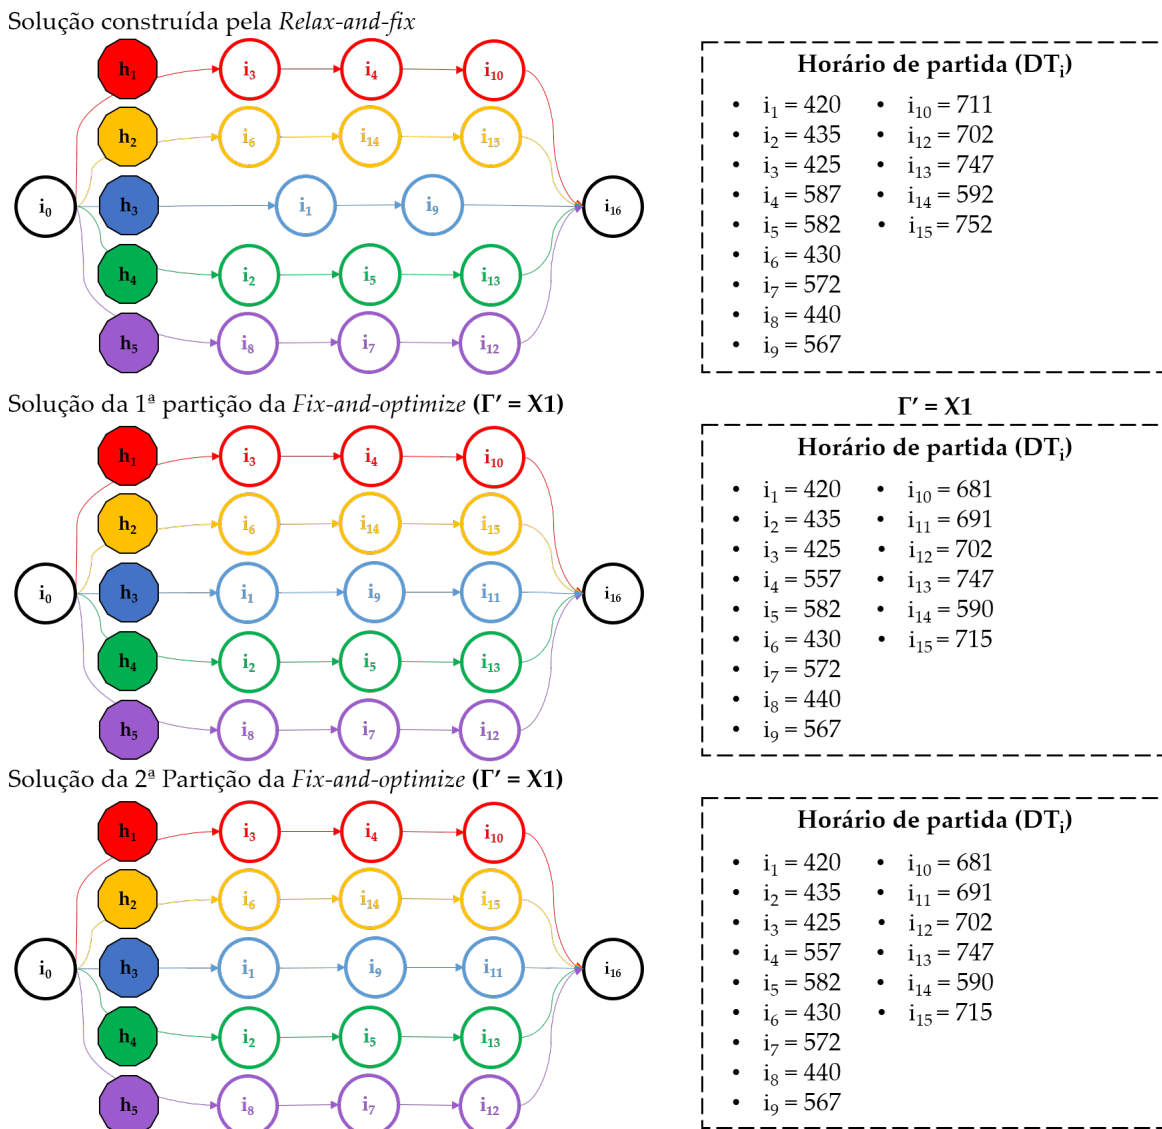 Solução construída pela Relax-and-fix
h₁ i₃ i₄ i₁₀
h₂ i₆ i₁₄ i₁₅
i₀ h₃ i₁ i₉ i₁₆
h₄ i₂ i₅ i₁₃
h₅ i₈ i₇ i₁₂
Horário de partida (DTᵢ)
• i₁ = 420 • i₁₀ = 711
• i₂ = 435 • i₁₂ = 702
• i₃ = 425 • i₁₃ = 747
• i₄ = 587 • i₁₄ = 592
• i₅ = 582 • i₁₅ = 752
• i₆ = 430
• i₇ = 572
• i₈ = 440
• i₉ = 567
Solução da 1ª partição da Fix-and-optimize (Γ′ = X1)
h₁ i₃ i₄ i₁₀
h₂ i₆ i₁₄ i₁₅
i₀ h₃ i₁ i₉ i₁₁ i₁₆
h₄ i₂ i₅ i₁₃
h₅ i₈ i₇ i₁₂
Γ′ = X1
Horário de partida (DTᵢ)
• i₁ = 420 • i₁₀ = 681
• i₂ = 435 • i₁₁ = 691
• i₃ = 425 • i₁₂ = 702
• i₄ = 557 • i₁₃ = 747
• i₅ = 582 • i₁₄ = 590
• i₆ = 430 • i₁₅ = 715
• i₇ = 572
• i₈ = 440
• i₉ = 567
Solução da 2ª Partição da Fix-and-optimize (Γ′ = X1)
h₁ i₃ i₄ i₁₀
h₂ i₆ i₁₄ i₁₅
i₀ h₃ i₁ i₉ i₁₁ i₁₆
h₄ i₂ i₅ i₁₃
h₅ i₈ i₇ i₁₂
Horário de partida (DTᵢ)
• i₁ = 420 • i₁₀ = 681
• i₂ = 435 • i₁₁ = 691
• i₃ = 425 • i₁₂ = 702
• i₄ = 557 • i₁₃ = 747
• i₅ = 582 • i₁₄ = 590
• i₆ = 430 • i₁₅ = 715
• i₇ = 572
• i₈ = 440
• i₉ = 567